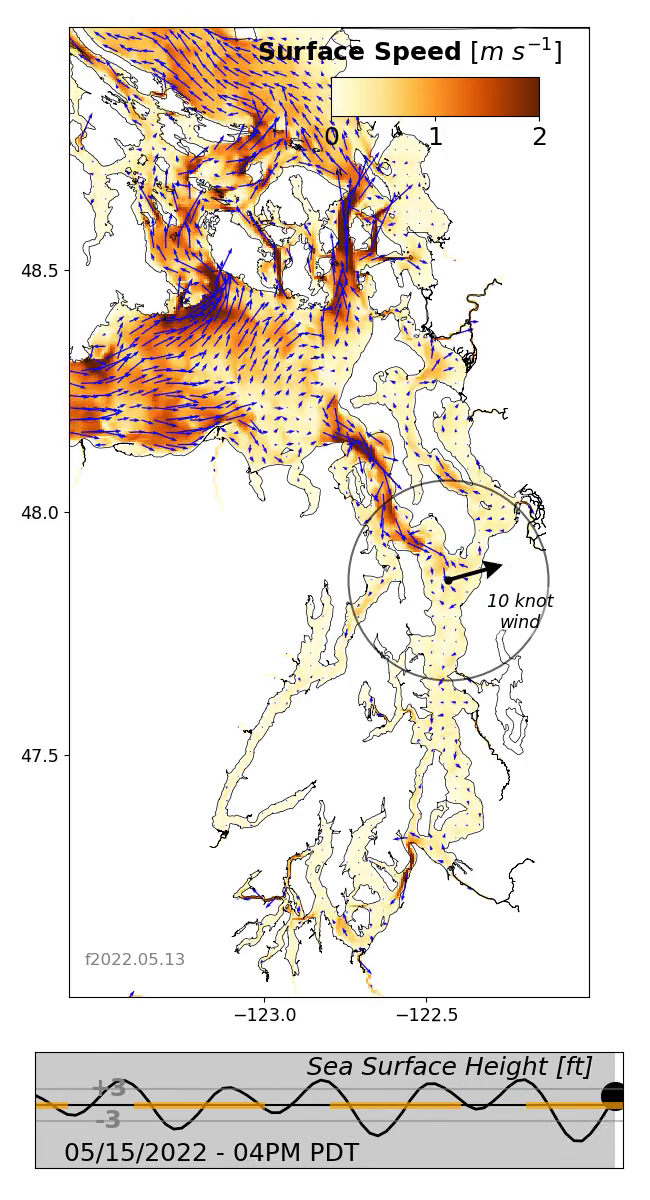 Surface Speed [m s⁻¹]
0 1 2
48.5
48.0
10 knot
wind
47.5
f2022.05.13
−123.0 −122.5
Sea Surface Height [ft]
+3
-3
05/15/2022 - 04PM PDT